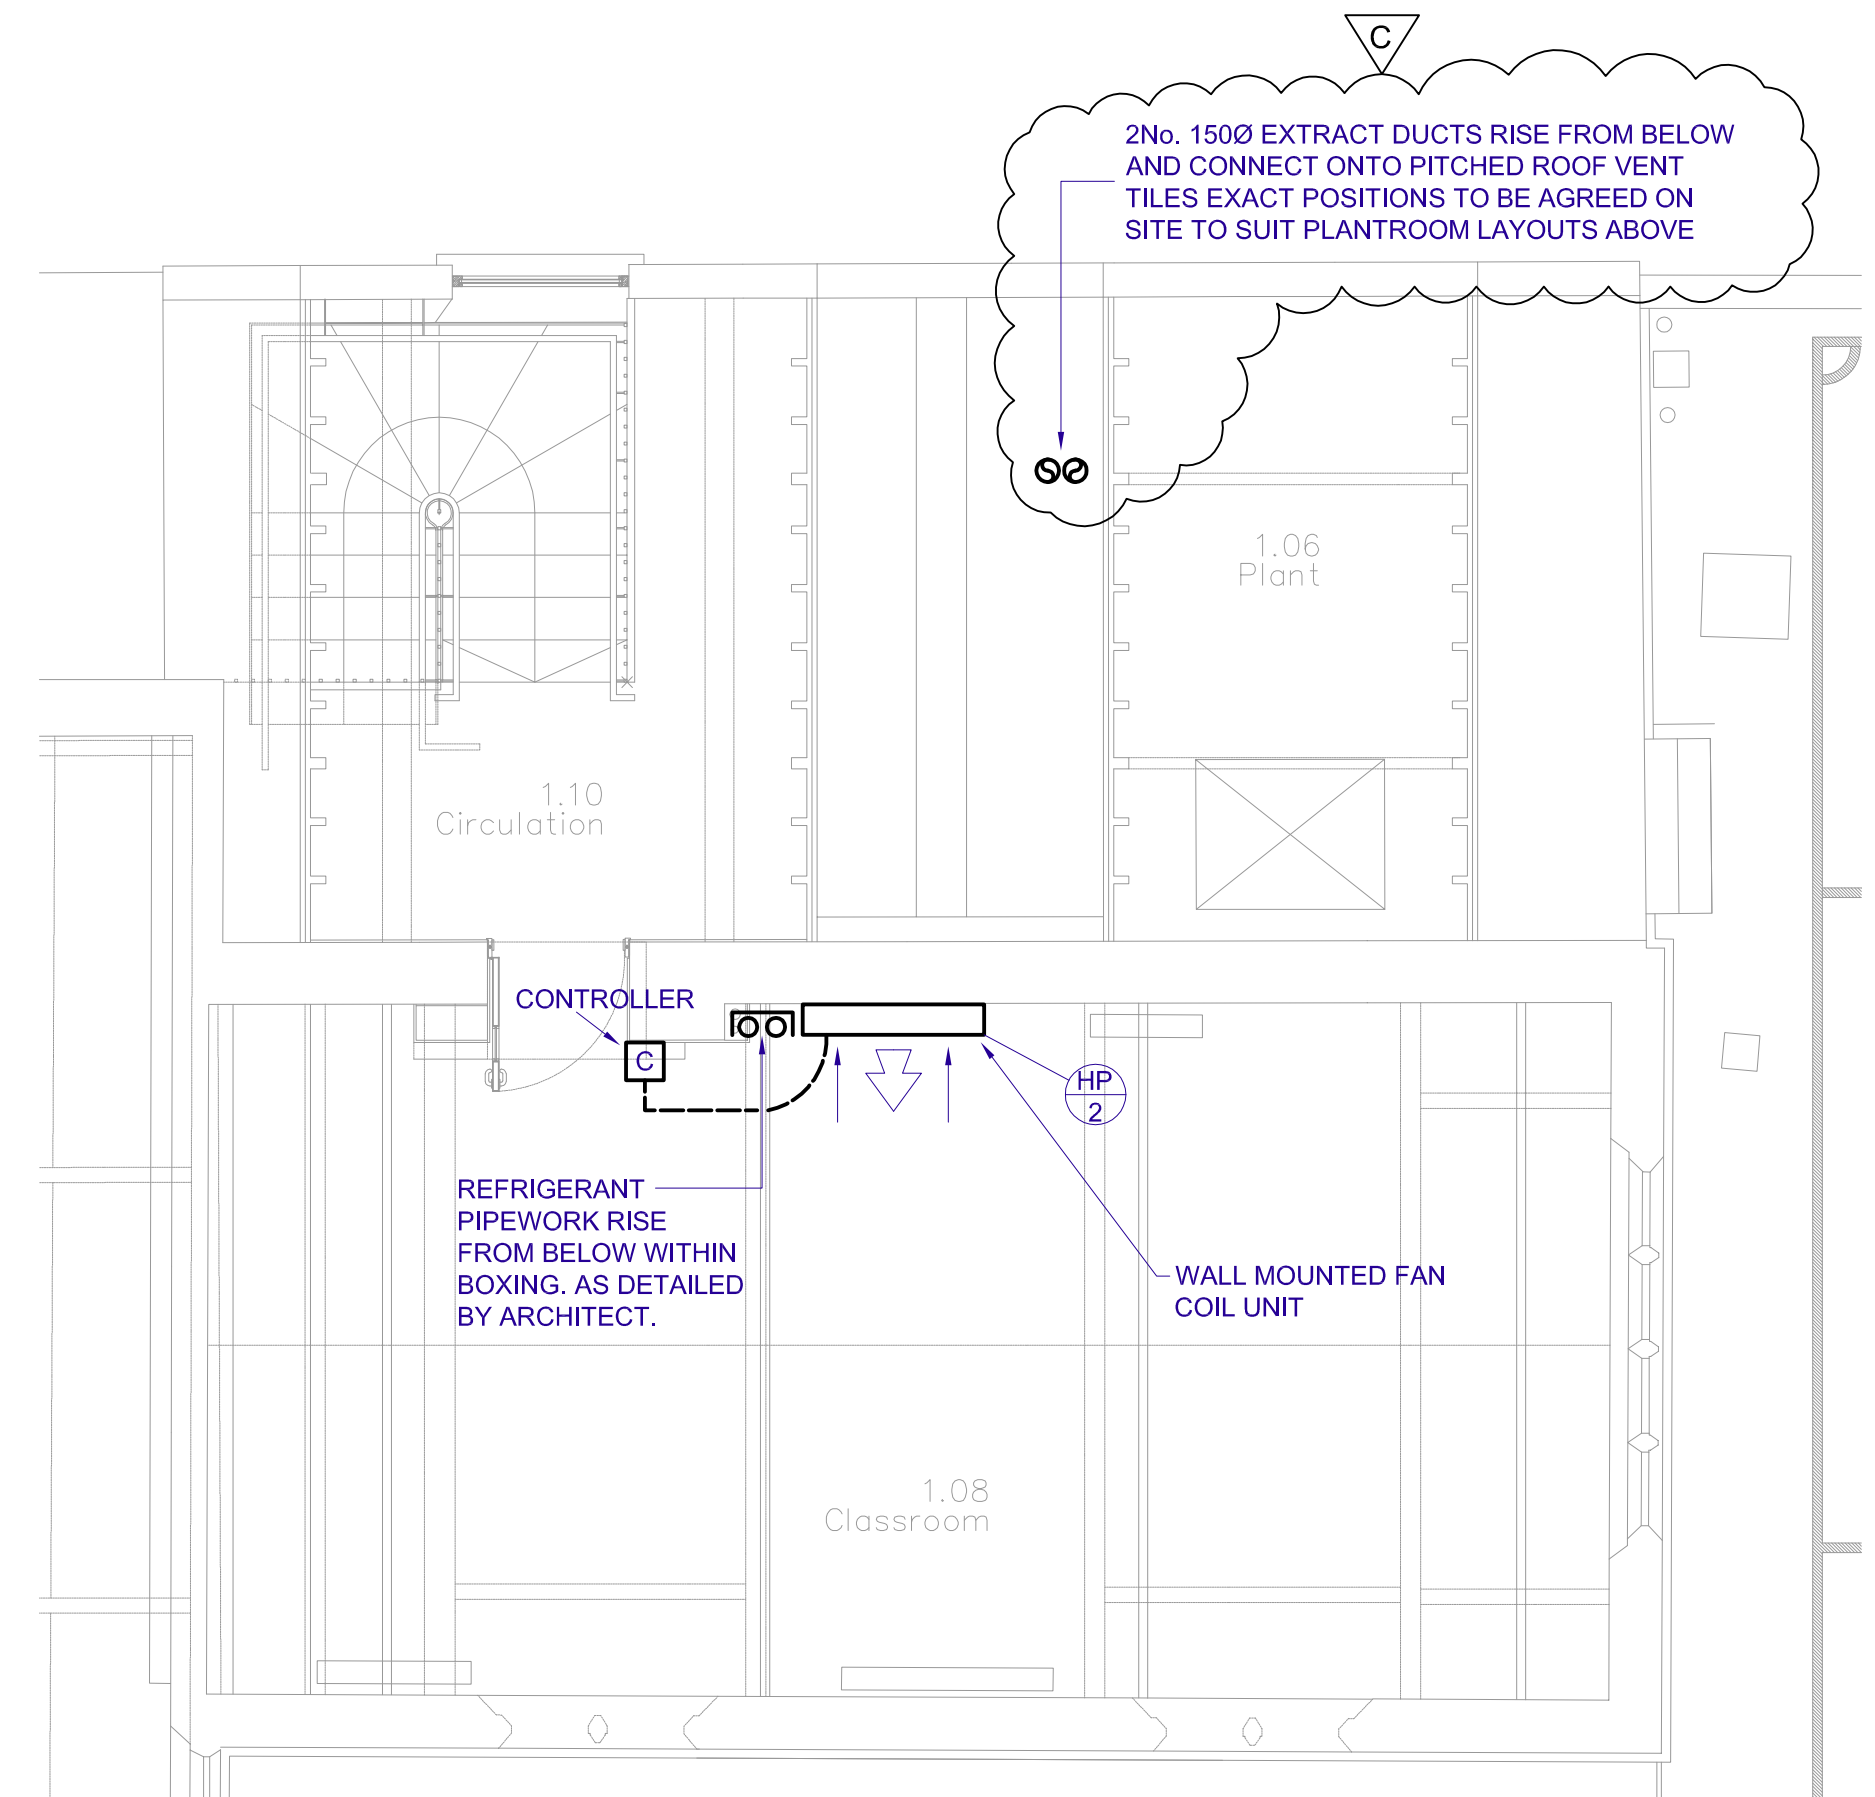 C
2No. 150Ø EXTRACT DUCTS RISE FROM BELOW
AND CONNECT ONTO PITCHED ROOF VENT
TILES EXACT POSITIONS TO BE AGREED ON
SITE TO SUIT PLANTROOM LAYOUTS ABOVE
1.06
Plant
1.10
Circulation
CONTROLLER
C
HP
2
REFRIGERANT
PIPEWORK RISE
FROM BELOW WITHIN
BOXING. AS DETAILED
BY ARCHITECT.
WALL MOUNTED FAN
COIL UNIT
1.08
Classroom